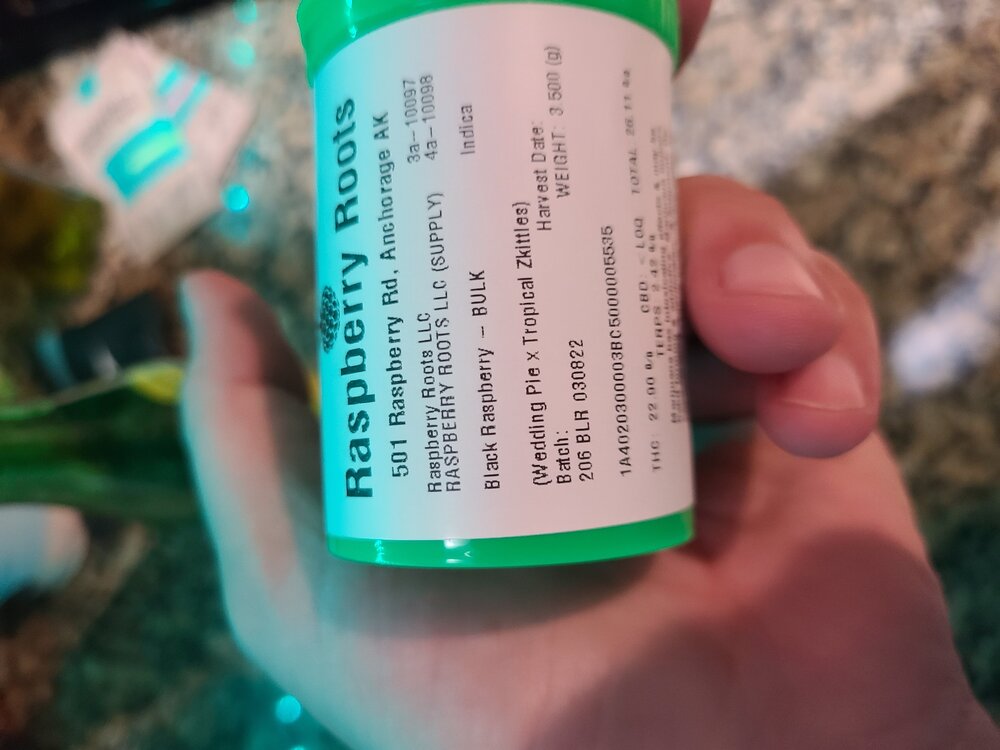 Raspberry Roots
501 Raspberry Rd, Anchorage AK
Raspberry Roots LLC 3a-10097
RASPBERRY ROOTS LLC (SUPPLY) 4a-10098
Black Raspberry - BULK Indica
(Wedding Pie x Tropical Zkittles)
Batch: Harvest Date:
206 BLR 030822 WEIGHT: 3.500 (g)
1A4020300003BC5000005535
THC: 22.90 % CBD: < LOQ TOTAL
TERPS